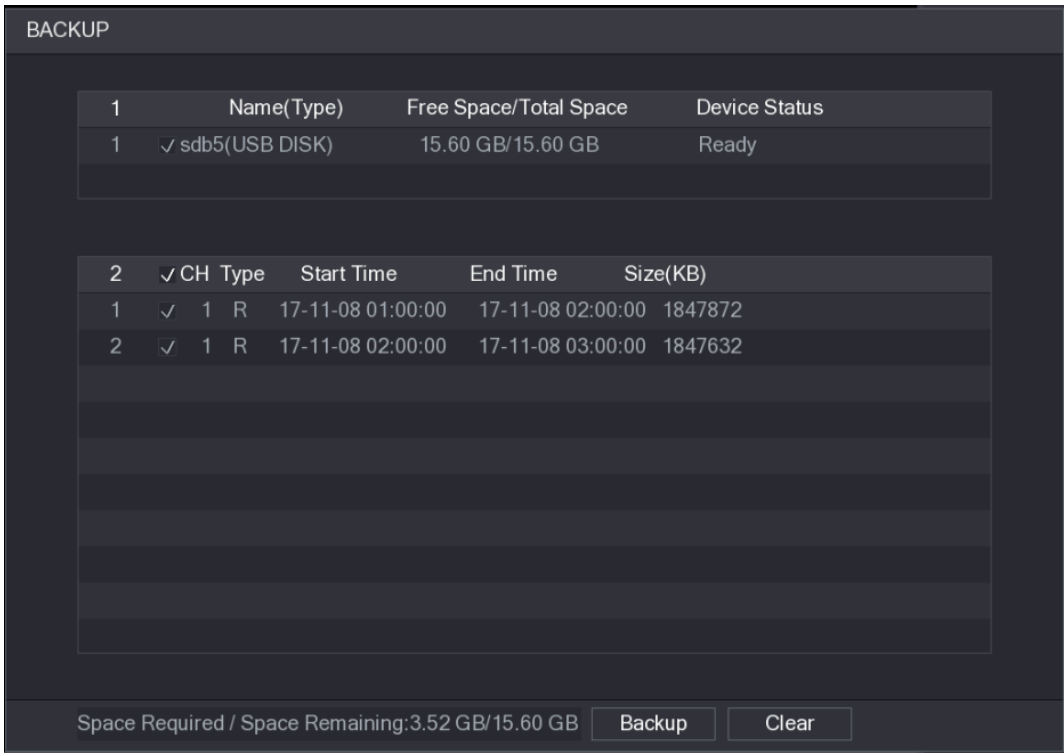 BACKUP
1 Name(Type) Free Space/Total Space Device Status
1 sdb5(USB DISK) 15.60 GB/15.60 GB Ready
2 CH Type Start Time End Time Size(KB)
1 1 R 17-11-08 01:00:00 17-11-08 02:00:00 1847872
2 1 R 17-11-08 02:00:00 17-11-08 03:00:00 1847632
Space Required / Space Remaining:3.52 GB/15.60 GB Backup Clear